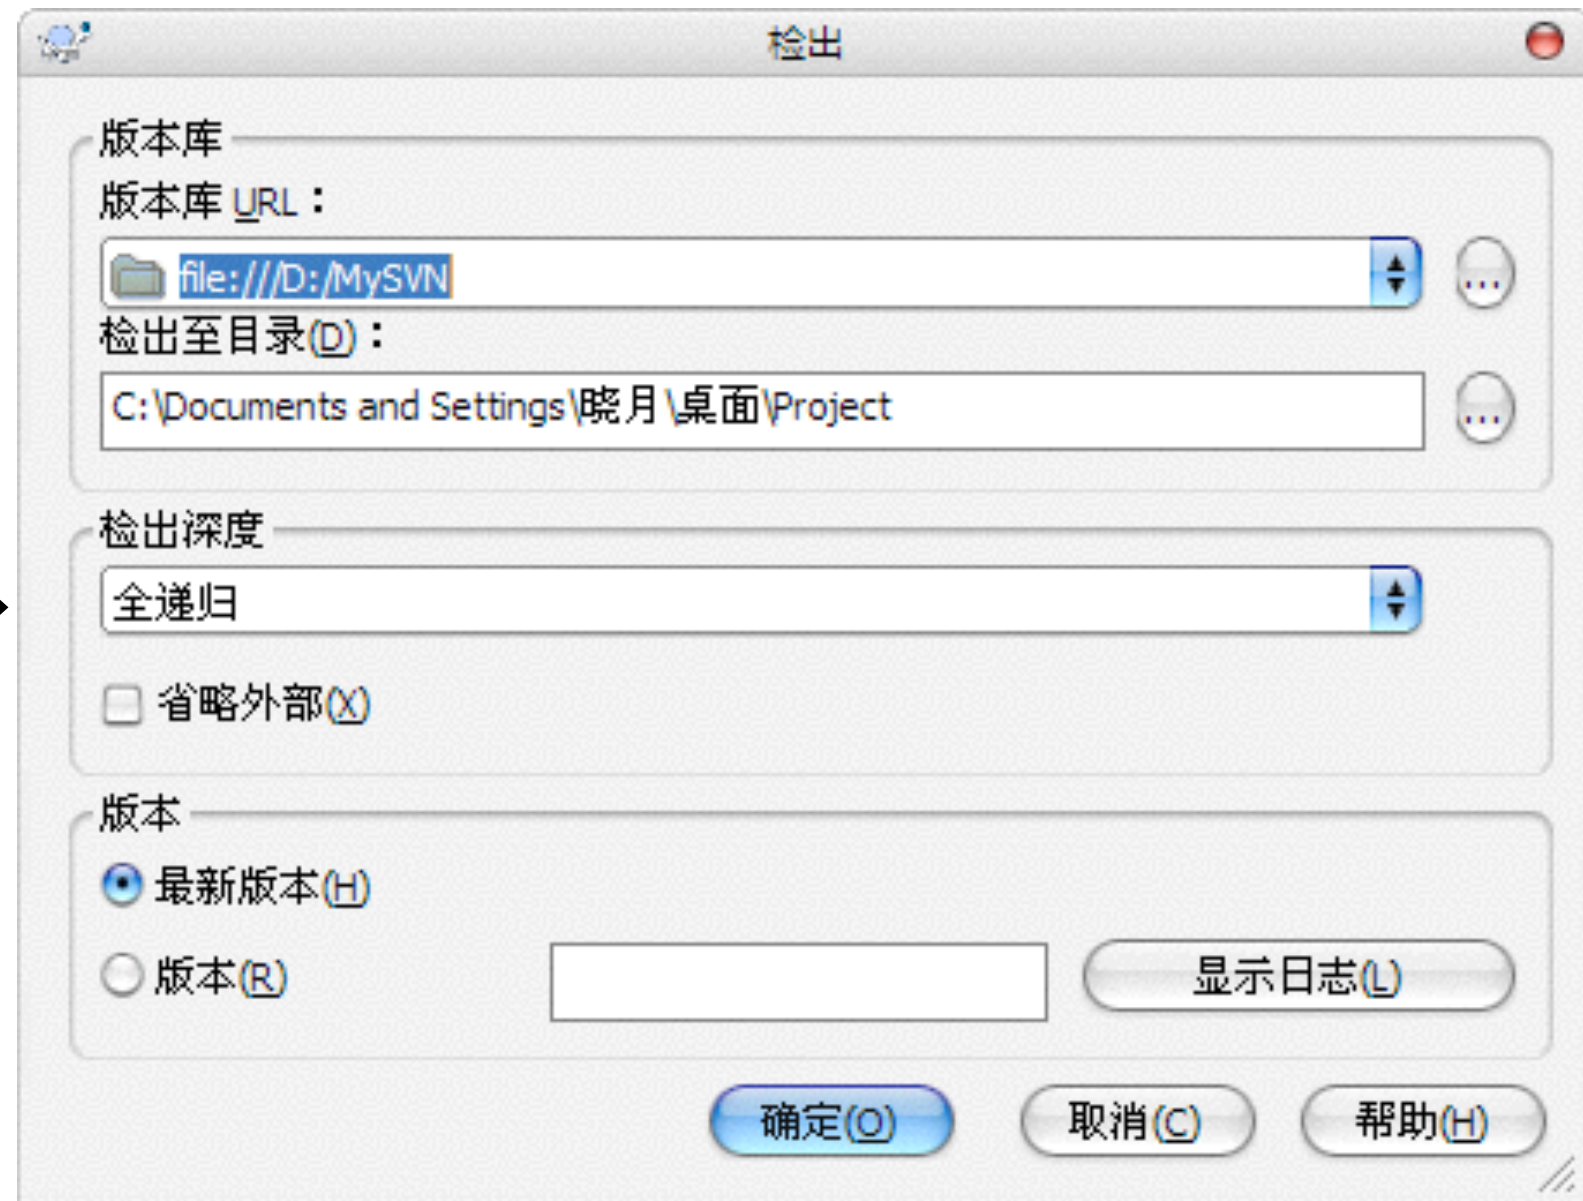 检出
版本库
版本库 URL：
file:///D:/MySVN
...
检出至目录(D)：
C:\Documents and Settings\晓月\桌面\Project
...
检出深度
全递归
省略外部(X)
版本
最新版本(H)
版本(R)
显示日志(L)
确定(O) 取消(C) 帮助(H)